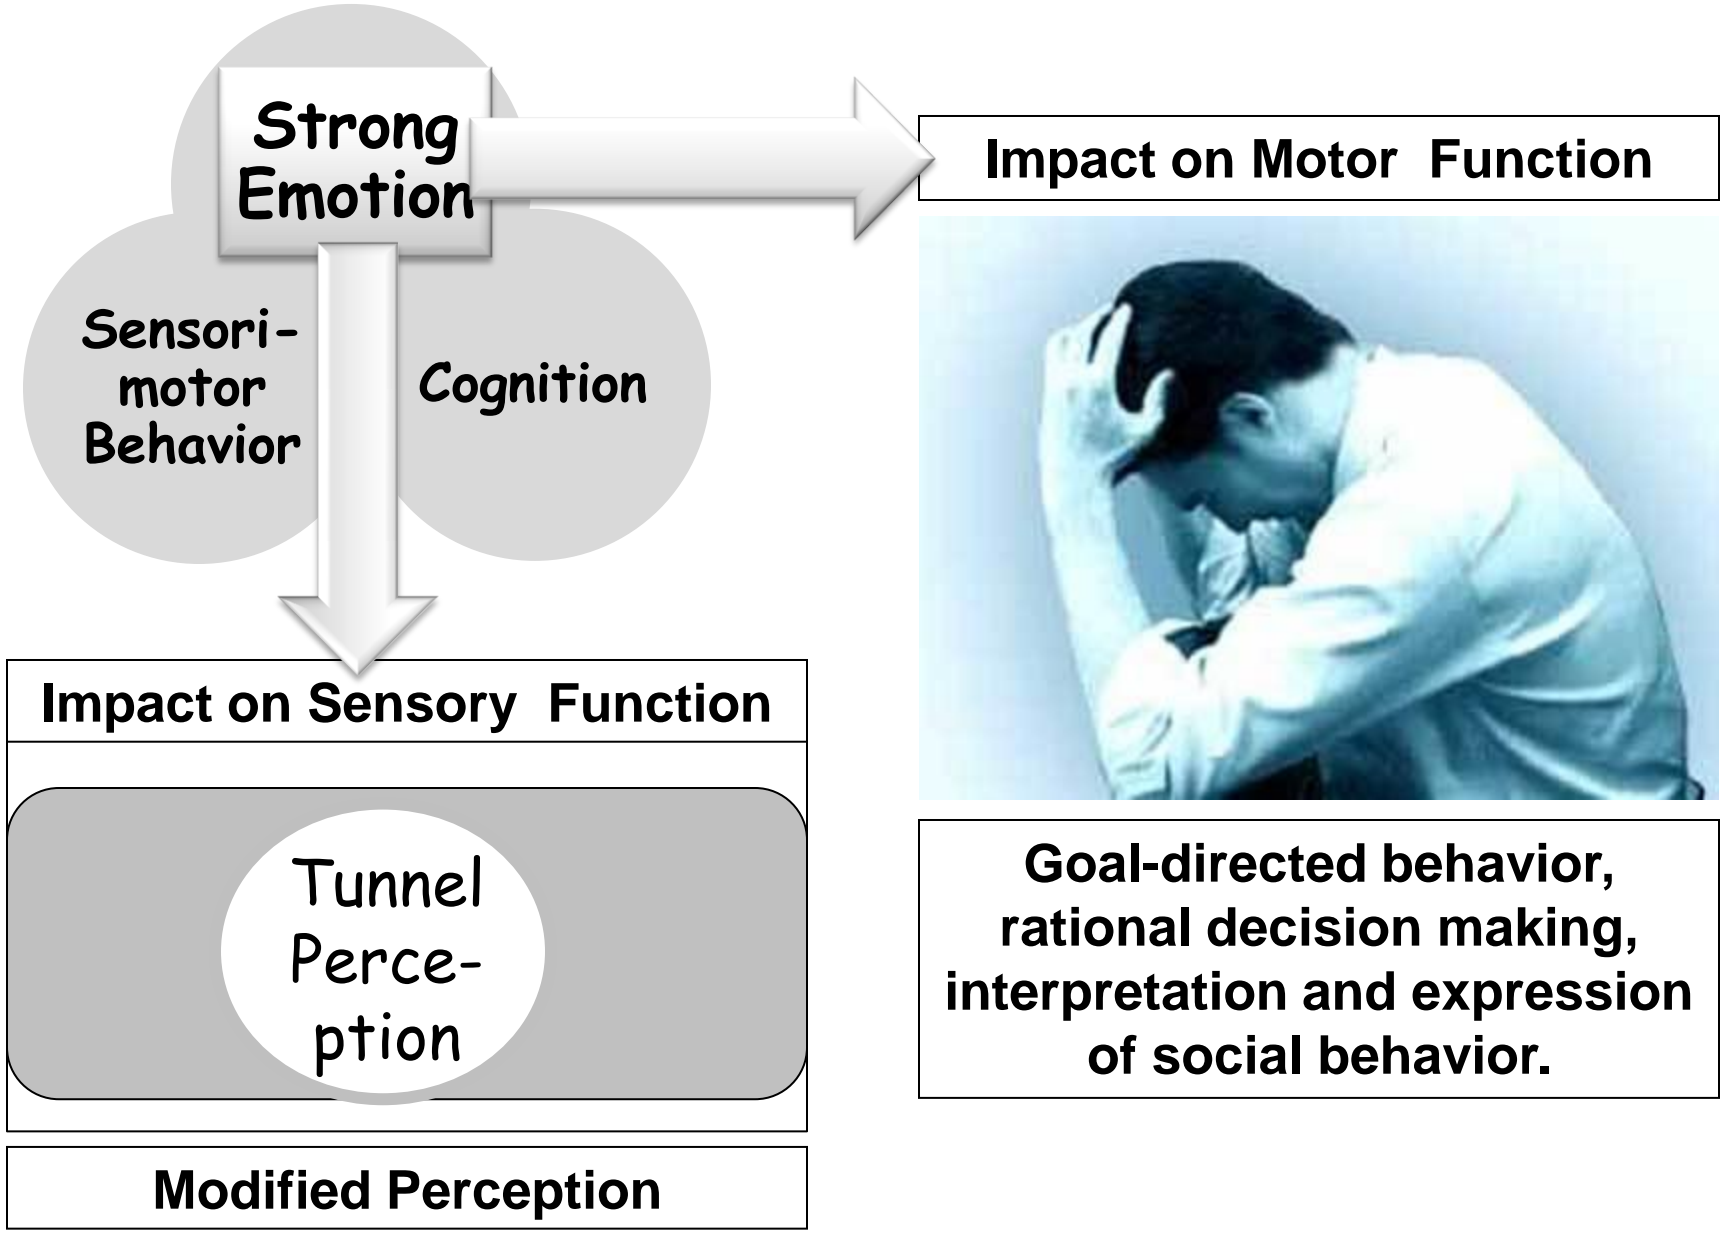 Strong
Emotion
Sensori-
motor
Behavior
Cognition
Impact on Motor Function
Impact on Sensory Function
Tunnel
Perce-
ption
Modified Perception
Goal-directed behavior,
rational decision making,
interpretation and expression
of social behavior.